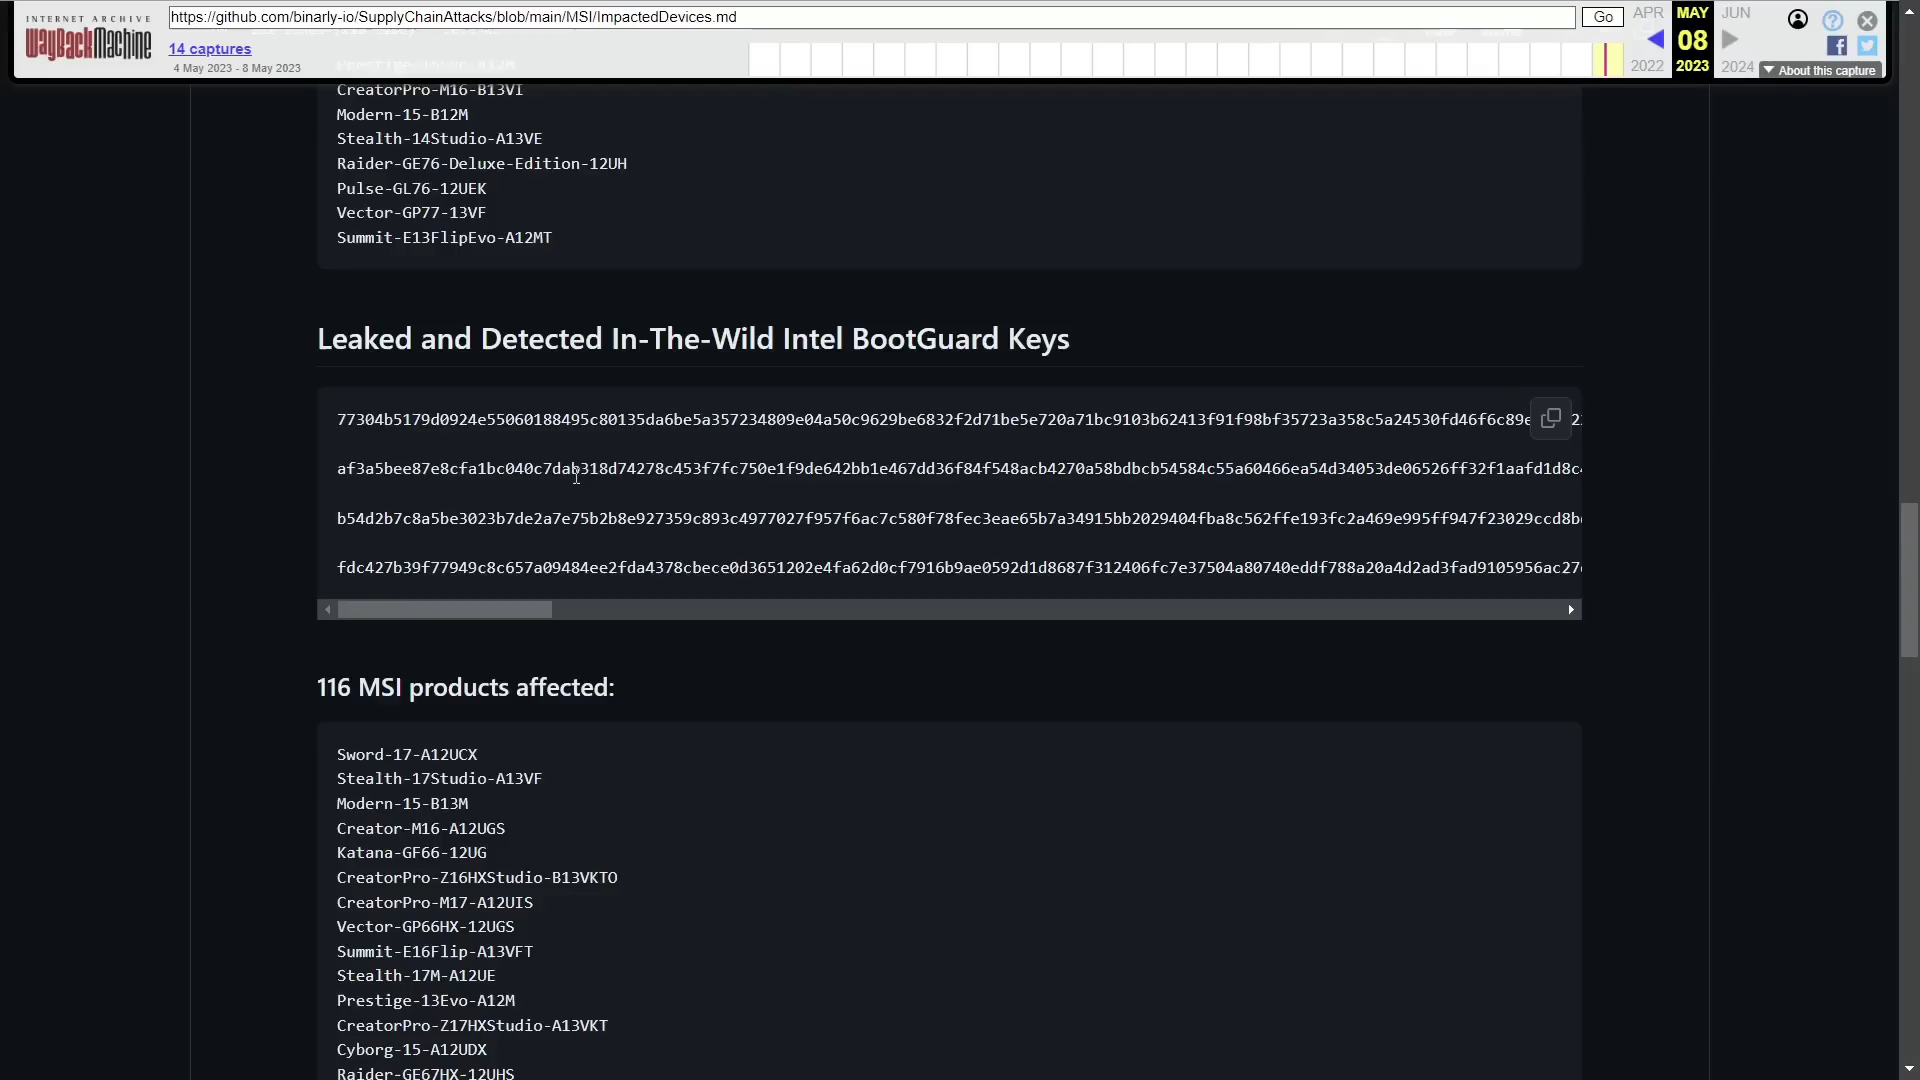 INTERNET ARCHIVE
WayBackMachine
https://github.com/binarly-io/SupplyChainAttacks/blob/main/MSI/ImpactedDevices.md
Go
APR
MAY
JUN
14 captures
08
4 May 2023 - 8 May 2023
2022
2023
2024
About this capture
CreatorPro-M16-B13VI
Modern-15-B12M
Stealth-14Studio-A13VE
Raider-GE76-Deluxe-Edition-12UH
Pulse-GL76-12UEK
Vector-GP77-13VF
Summit-E13FlipEvo-A12MT
Leaked and Detected In-The-Wild Intel BootGuard Keys
77304b5179d0924e55060188495c80135da6be5a357234809e04a50c9629be6832f2d71be5e720a71bc9103b62413f91f98bf35723a358c5a24530fd46f6c89e
af3a5bee87e8cfa1bc040c7dab318d74278c453f7fc750e1f9de642bb1e467dd36f84f548acb4270a58bdbcb54584c55a60466ea54d34053de06526ff32f1aafd1d8c
b54d2b7c8a5be3023b7de2a7e75b2b8e927359c893c4977027f957f6ac7c580f78fec3eae65b7a34915bb2029404fba8c562ffe193fc2a469e995ff947f23029ccd8b
fdc427b39f77949c8c657a09484ee2fda4378cbece0d3651202e4fa62d0cf7916b9ae0592d1d8687f312406fc7e37504a80740eddf788a20a4d2ad3fad9105956ac27
116 MSI products affected:
Sword-17-A12UCX
Stealth-17Studio-A13VF
Modern-15-B13M
Creator-M16-A12UGS
Katana-GF66-12UG
CreatorPro-Z16HXStudio-B13VKTO
CreatorPro-M17-A12UIS
Vector-GP66HX-12UGS
Summit-E16Flip-A13VFT
Stealth-17M-A12UE
Prestige-13Evo-A12M
CreatorPro-Z17HXStudio-A13VKT
Cyborg-15-A12UDX
Raider-GE67HX-12UHS